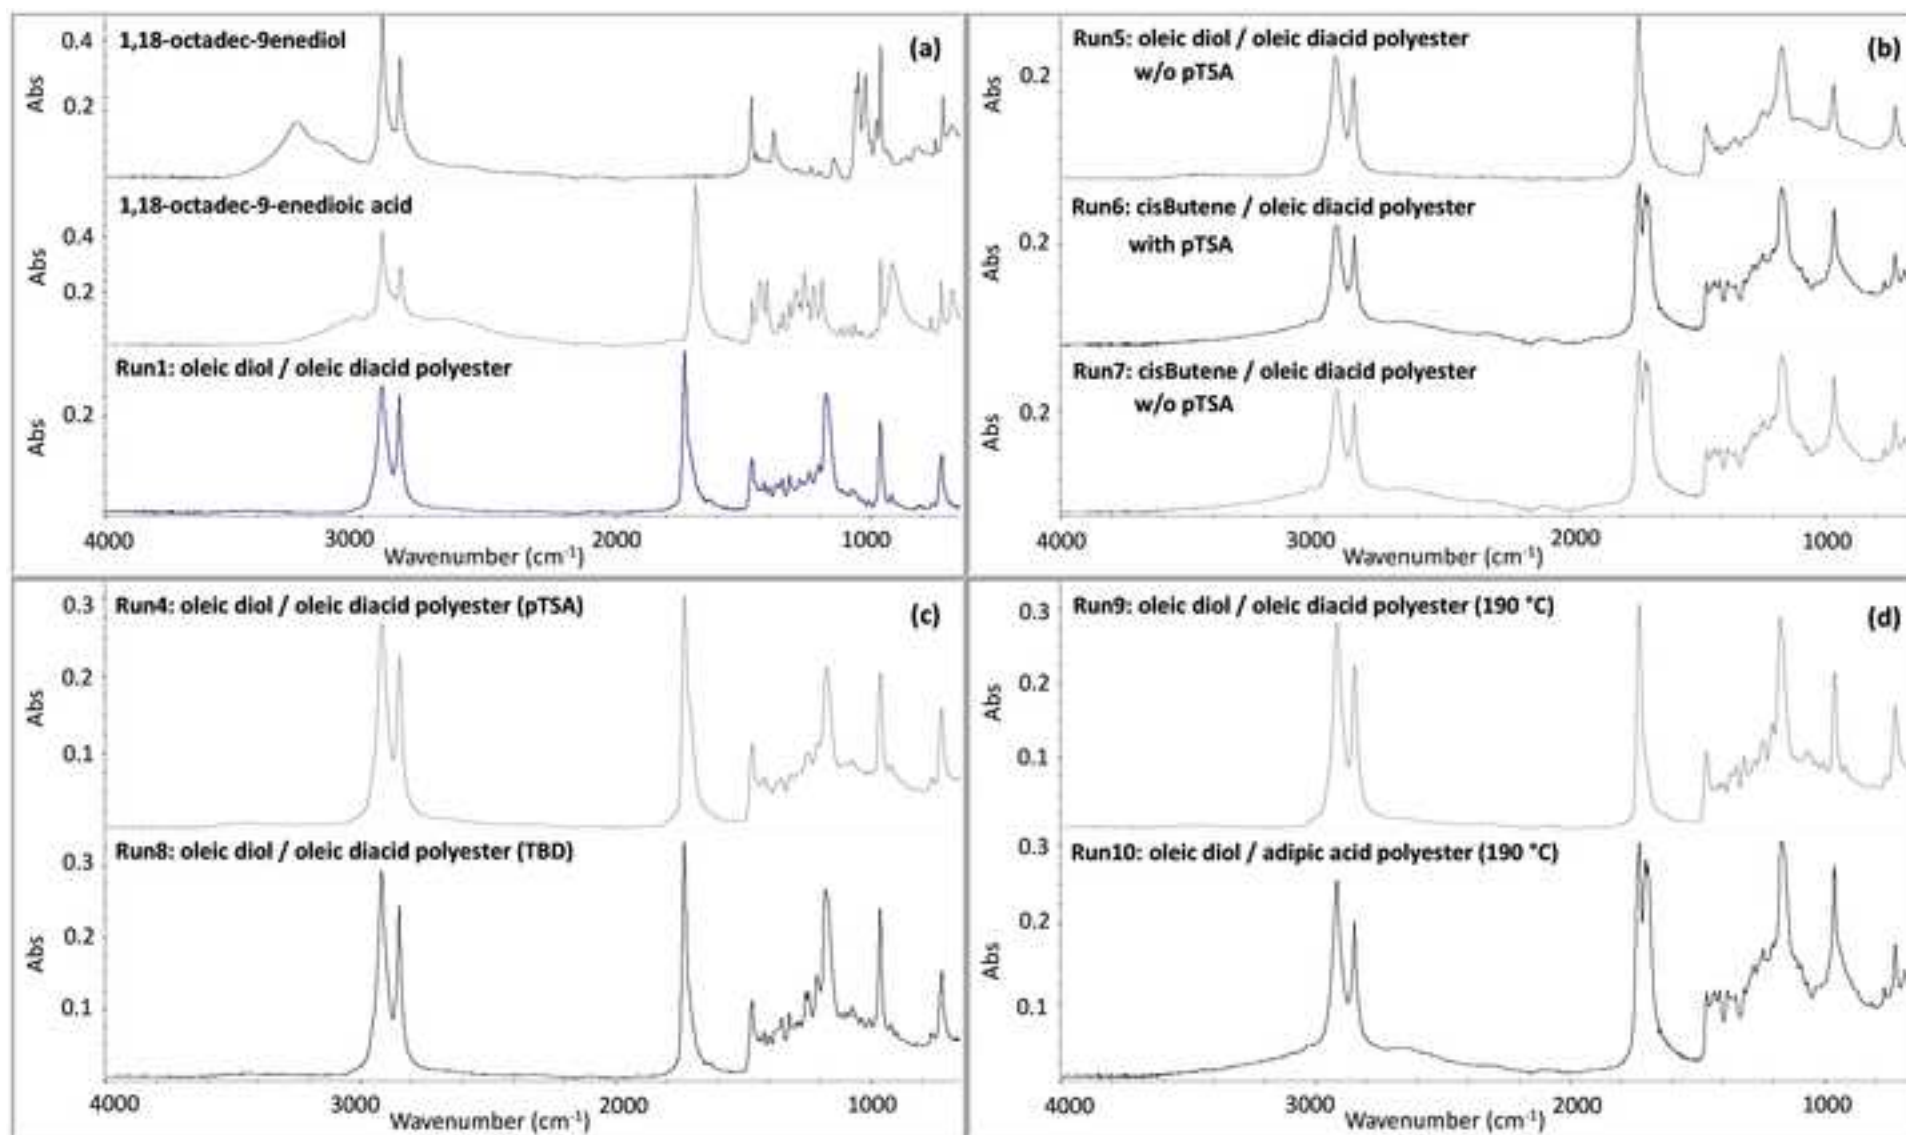 1,18-octadec-9enediol
(a)
0.4
0.2
Abs
1,18-octadec-9-enedioic acid
0.4
0.2
Abs
Run1: oleic diol / oleic diacid polyester
0.2
Abs
4000 3000 2000 1000
Wavenumber (cm-1)
Run5: oleic diol / oleic diacid polyester
w/o pTSA
(b)
0.2
Abs
Run6: cisButene / oleic diacid polyester
with pTSA
0.2
Abs
Run7: cisButene / oleic diacid polyester
w/o pTSA
0.2
Abs
4000 3000 2000 1000
Wavenumber (cm-1)
Run4: oleic diol / oleic diacid polyester (pTSA)
(c)
0.3
0.2
0.1
Abs
Run8: oleic diol / oleic diacid polyester (TBD)
0.3
0.2
0.1
Abs
4000 3000 2000 1000
Wavenumber (cm-1)
Run9: oleic diol / oleic diacid polyester (190 °C)
(d)
0.3
0.2
0.1
Abs
Run10: oleic diol / adipic acid polyester (190 °C)
0.3
0.2
0.1
Abs
4000 3000 2000 1000
Wavenumber (cm-1)